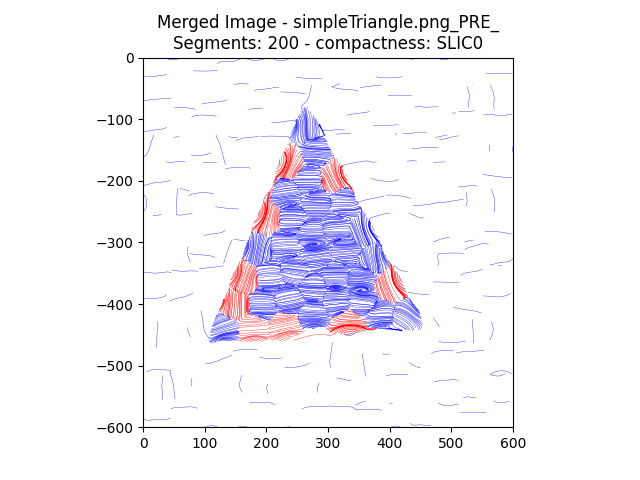 Merged Image - simpleTriangle.png_PRE_
Segments: 200 - compactness: SLIC0
0
−100
−200
−300
−400
−500
−600
0 100 200 300 400 500 600